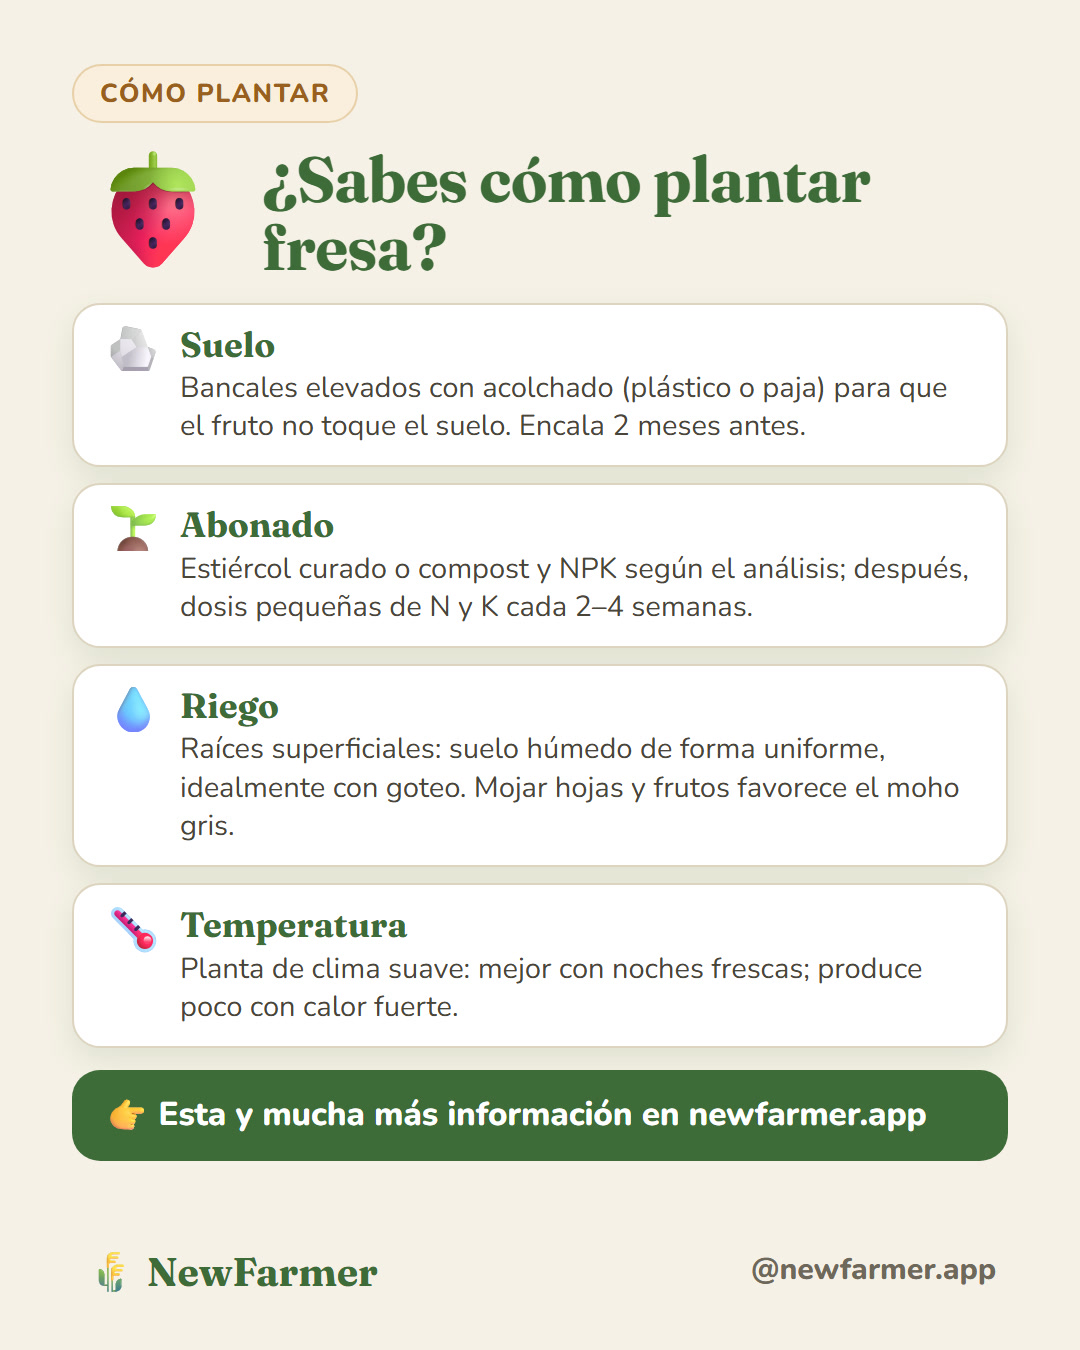 CÓMO PLANTAR
¿Sabes cómo plantar
fresa?
Suelo
Bancales elevados con acolchado (plástico o paja) para que
el fruto no toque el suelo. Encala 2 meses antes.
Abonado
Estiércol curado o compost y NPK según el análisis; después,
dosis pequeñas de N y K cada 2–4 semanas.
Riego
Raíces superficiales: suelo húmedo de forma uniforme,
idealmente con goteo. Mojar hojas y frutos favorece el moho
gris.
Temperatura
Planta de clima suave: mejor con noches frescas; produce
poco con calor fuerte.
Esta y mucha más información en newfarmer.app
NewFarmer
@newfarmer.app